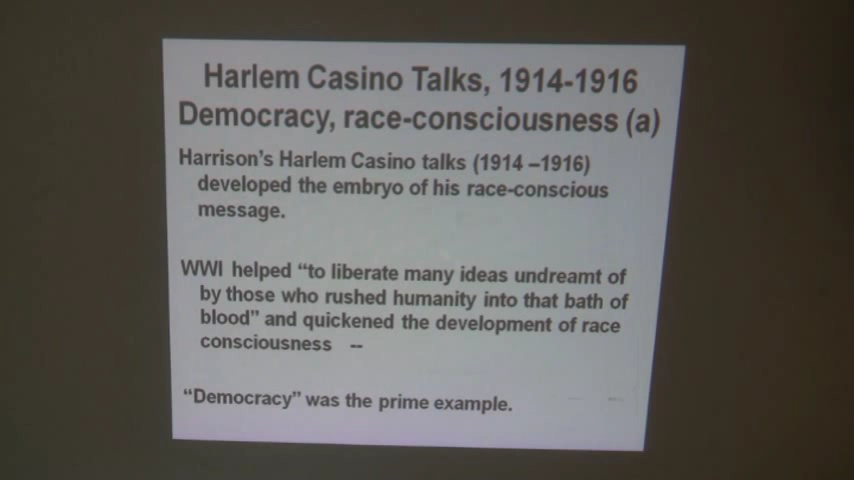 Harlem Casino Talks, 1914-1916
Democracy, race-consciousness (a)
Harrison's Harlem Casino talks (1914 –1916)
developed the embryo of his race-conscious
message.
WWI helped “to liberate many ideas undreamt of
by those who rushed humanity into that bath of
blood” and quickened the development of race
consciousness --
“Democracy” was the prime example.